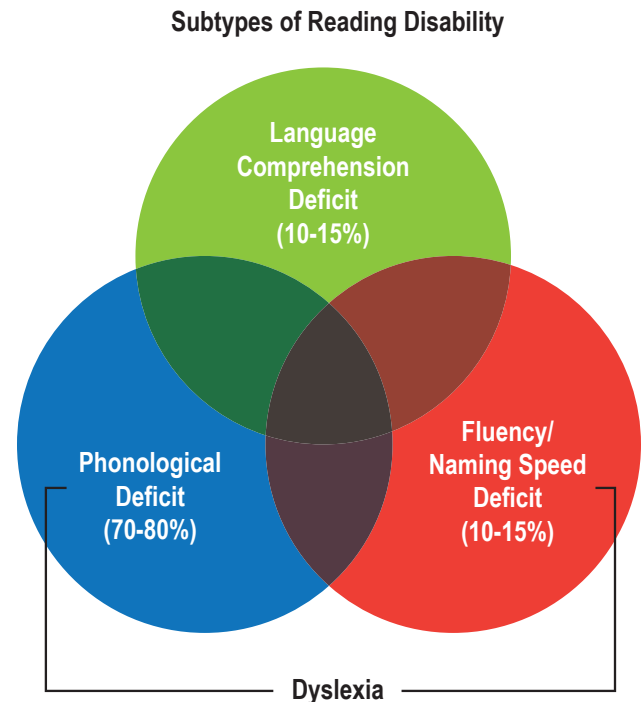 Subtypes of Reading Disability
Language
Comprehension
Deficit
(10-15%)
Phonological
Deficit
(70-80%)
Fluency/
Naming Speed
Deficit
(10-15%)
Dyslexia